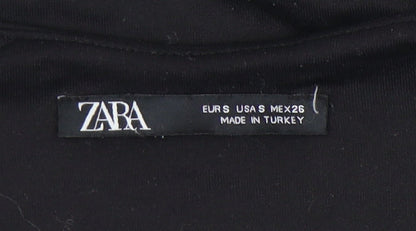 ZARA
EUR S USA S MEX 26
MADE IN TURKEY